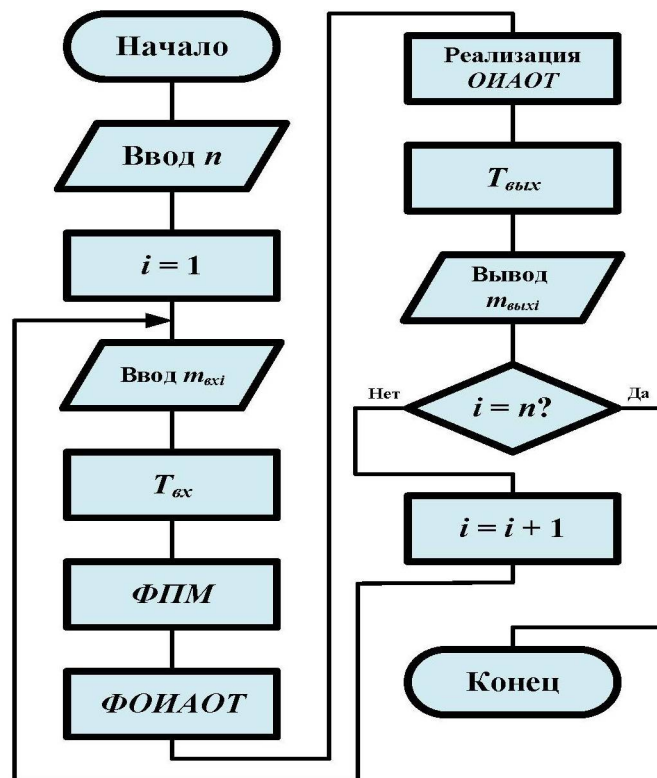 Начало
Ввод n
i = 1
Ввод mвхi
Tвх
ФПМ
ФОИАОТ
Реализация
ОИАОТ
Tвых
Вывод
mвыхi
Нет
i = n?
Да
i = i + 1
Конец